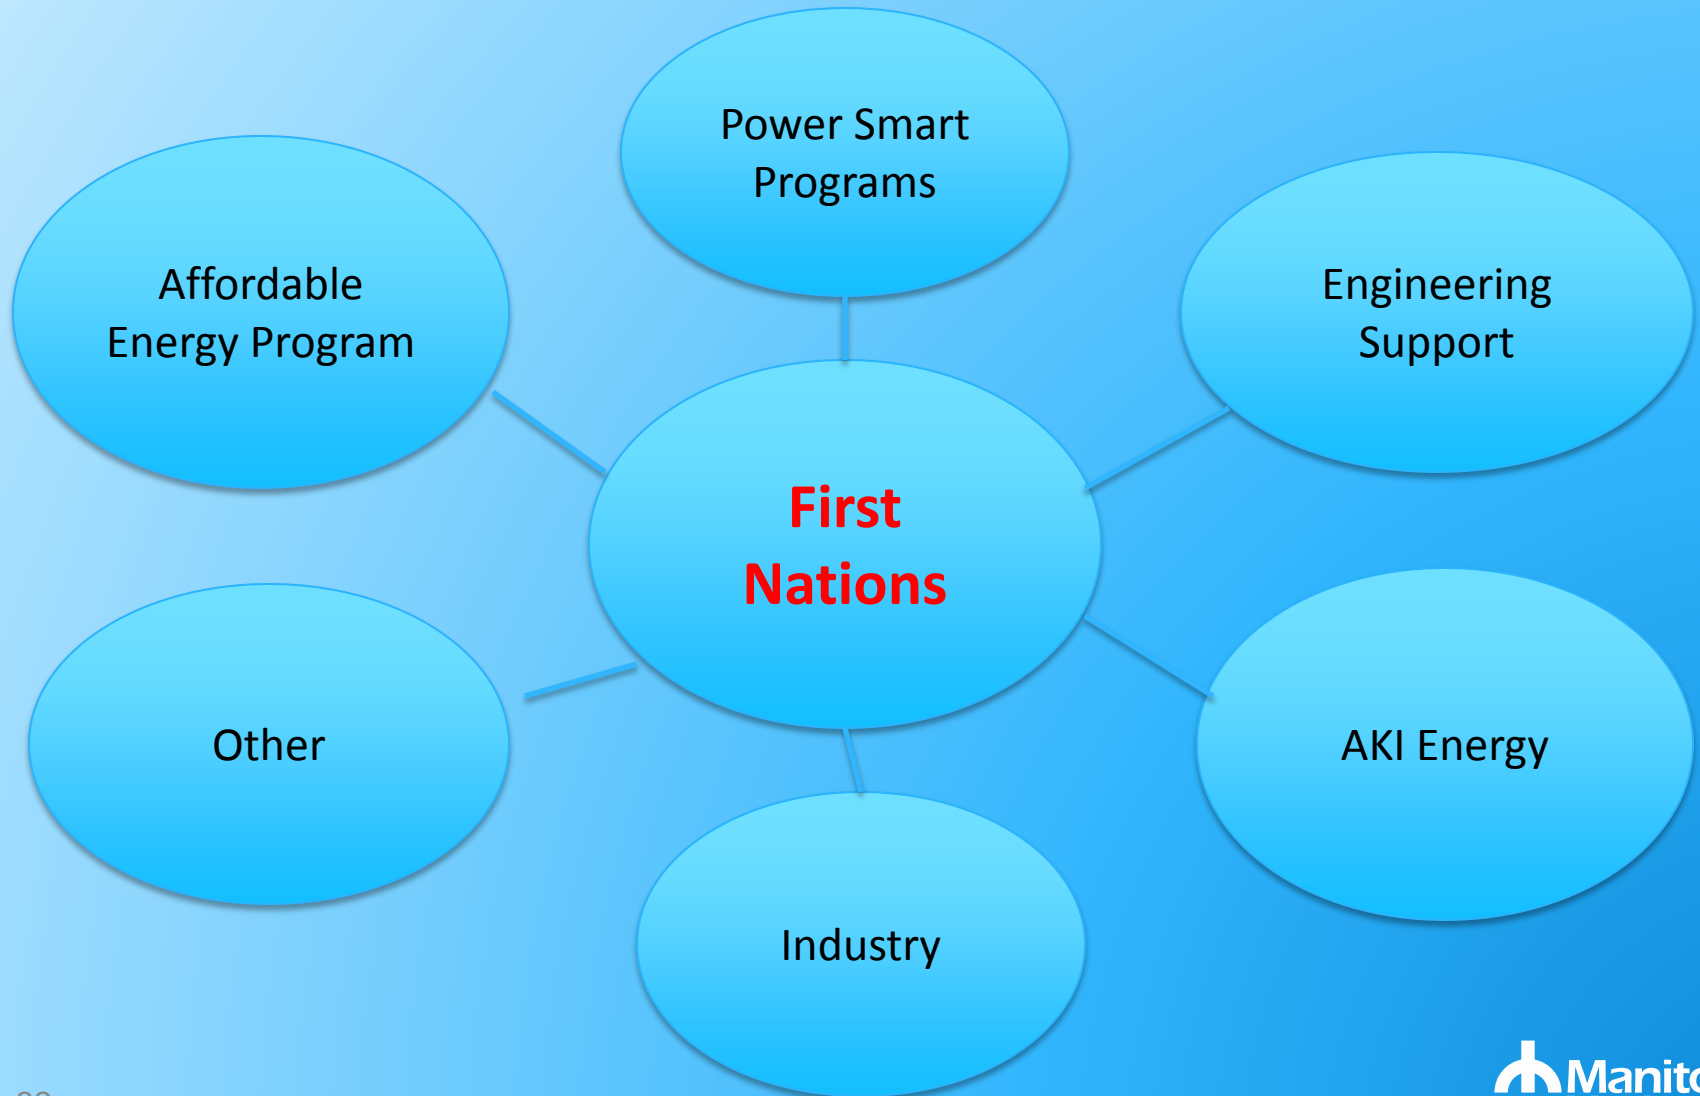 Power Smart
Programs
Affordable
Energy Program
Engineering
Support
First
Nations
Other
AKI Energy
Industry